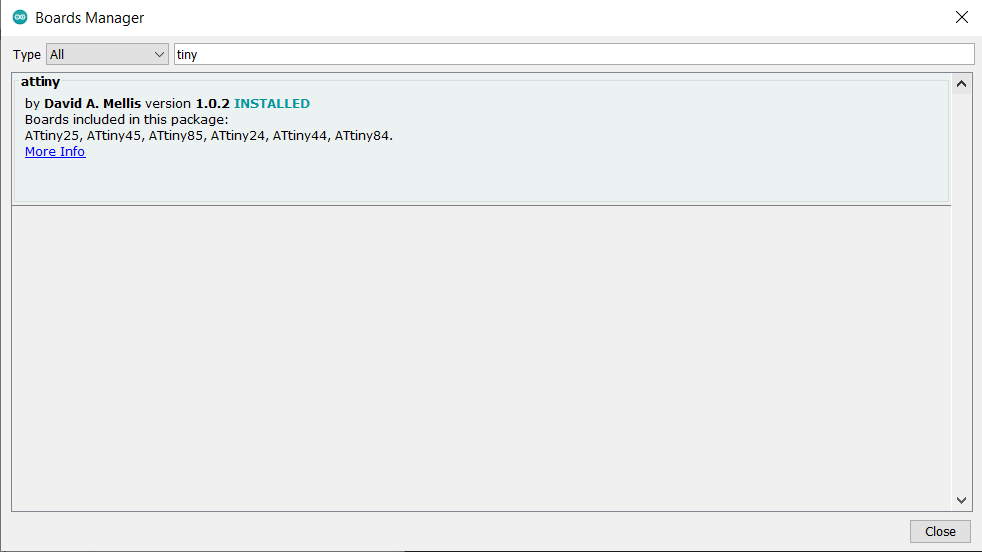 Boards Manager
Type All tiny
attiny
by David A. Mellis version 1.0.2 INSTALLED
Boards included in this package:
ATtiny25, ATtiny45, ATtiny85, ATtiny24, ATtiny44, ATtiny84.
More Info
Close